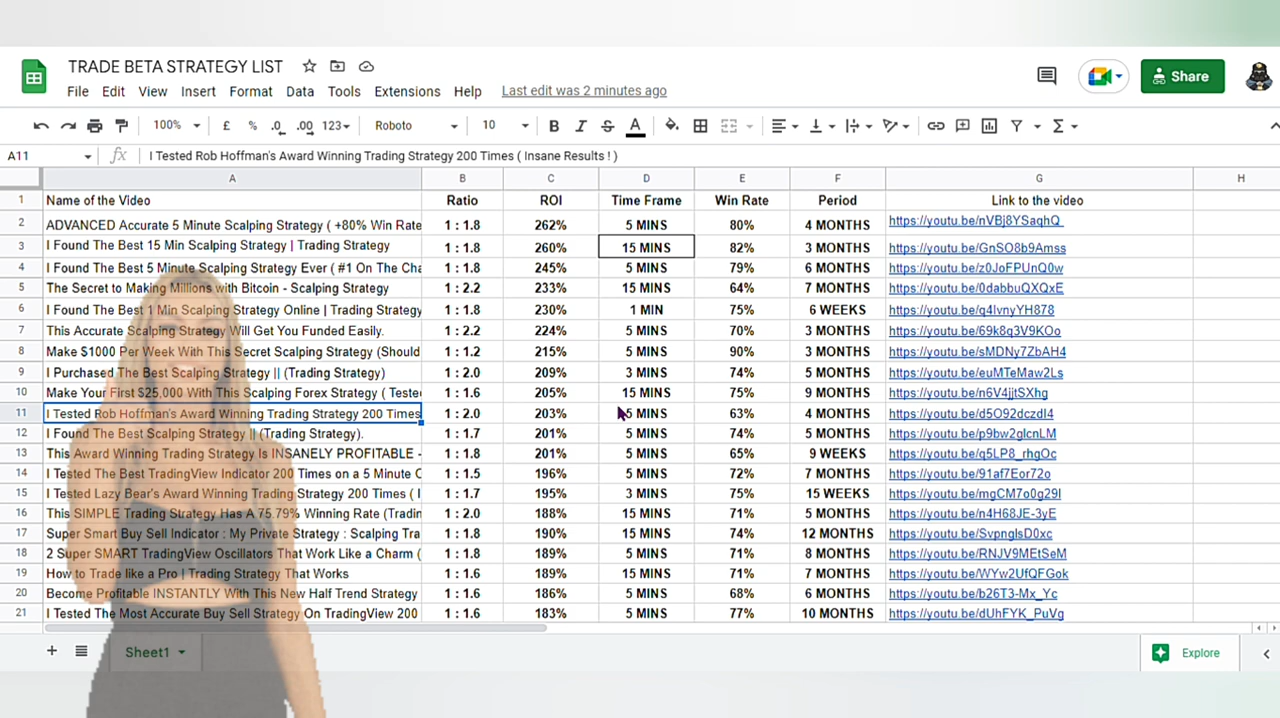 TRADE BETA STRATEGY LIST
File Edit View Insert Format Data Tools Extensions Help Last edit was 2 minutes ago
Share
100% £ % .0 .00 123 Roboto 10 B I S A
A11 fx I Tested Rob Hoffman's Award Winning Trading Strategy 200 Times ( Insane Results ! )
A B C D E F G H
1 Name of the Video Ratio ROI Time Frame Win Rate Period Link to the video
2 ADVANCED Accurate 5 Minute Scalping Strategy ( +80% Win Rate 1 : 1.8 262% 5 MINS 80% 4 MONTHS https://youtu.be/nVBj8YSaqhQ
3 I Found The Best 15 Min Scalping Strategy | Trading Strategy 1 : 1.8 260% 15 MINS 82% 3 MONTHS https://youtu.be/GnSO8b9Amss
4 I Found The Best 5 Minute Scalping Strategy Ever ( #1 On The Cha 1 : 1.8 245% 5 MINS 79% 6 MONTHS https://youtu.be/z0JoFPUnQ0w
5 The Secret to Making Millions with Bitcoin - Scalping Strategy 1 : 2.2 233% 15 MINS 64% 7 MONTHS https://youtu.be/0dabbuQXQxE
6 I Found The Best 1 Min Scalping Strategy Online | Trading Strategy 1 : 1.8 230% 1 MIN 75% 6 WEEKS https://youtu.be/q4lvnyYH878
7 This Accurate Scalping Strategy Will Get You Funded Easily. 1 : 2.2 224% 5 MINS 70% 3 MONTHS https://youtu.be/69k8q3V9KOo
8 Make $1000 Per Week With This Secret Scalping Strategy (Should 1 : 1.2 215% 5 MINS 90% 3 MONTHS https://youtu.be/sMDNy7ZbAH4
9 I Purchased The Best Scalping Strategy || (Trading Strategy) 1 : 2.0 209% 3 MINS 74% 4 MONTHS https://youtu.be/euMTeMaw2Ls
10 Make Your First $25,000 With This Scalping Forex Strategy ( Teste 1 : 1.6 205% 15 MINS 75% 9 MONTHS https://youtu.be/n6V4jjtSXhg
11 I Tested Rob Hoffman's Award Winning Trading Strategy 200 Times 1 : 2.0 203% 5 MINS 63% 4 MONTHS https://youtu.be/d5O92dczdI4
12 I Found The Best Scalping Strategy || (Trading Strategy). 1 : 1.7 201% 5 MINS 74% 5 MONTHS https://youtu.be/p9bw2glcnLM
13 This Award Winning Trading Strategy Is INSANELY PROFITABLE - 1 : 1.8 201% 5 MINS 65% 9 WEEKS https://youtu.be/q5LP8_rhgOc
14 I Tested The Best TradingView Indicator 200 Times on a 5 Minute C 1 : 1.5 196% 5 MINS 72% 7 MONTHS https://youtu.be/91af7Eor72o
15 I Tested Lazy Bear's Award Winning Trading Strategy 200 Times ( I 1 : 1.7 195% 3 MINS 75% 15 WEEKS https://youtu.be/mgCM7o0g29I
16 This SIMPLE Trading Strategy Has A 75.79% Winning Rate (Tradin 1 : 2.0 188% 15 MINS 71% 5 MONTHS https://youtu.be/n4H68JE-3yE
17 Super Smart Buy Sell Indicator : My Private Strategy : Scalping Tra 1 : 1.8 190% 15 MINS 74% 12 MONTHS https://youtu.be/SvpnglsD0xc
18 2 Super SMART TradingView Oscillators That Work Like a Charm ( 1 : 1.8 189% 5 MINS 71% 8 MONTHS https://youtu.be/RNJV9MEtSeM
19 How to Trade like a Pro | Trading Strategy That Works 1 : 1.6 189% 15 MINS 71% 7 MONTHS https://youtu.be/WYw2UfQFGok
20 Become Profitable INSTANTLY With This New Half Trend Strategy 1 : 1.6 186% 5 MINS 68% 6 MONTHS https://youtu.be/b26T3-Mx_Yc
21 I Tested The Most Accurate Buy Sell Strategy On TradingView 200 1 : 1.6 183% 5 MINS 77% 10 MONTHS https://youtu.be/dUhFYK_PuVg
Sheet1 Explore